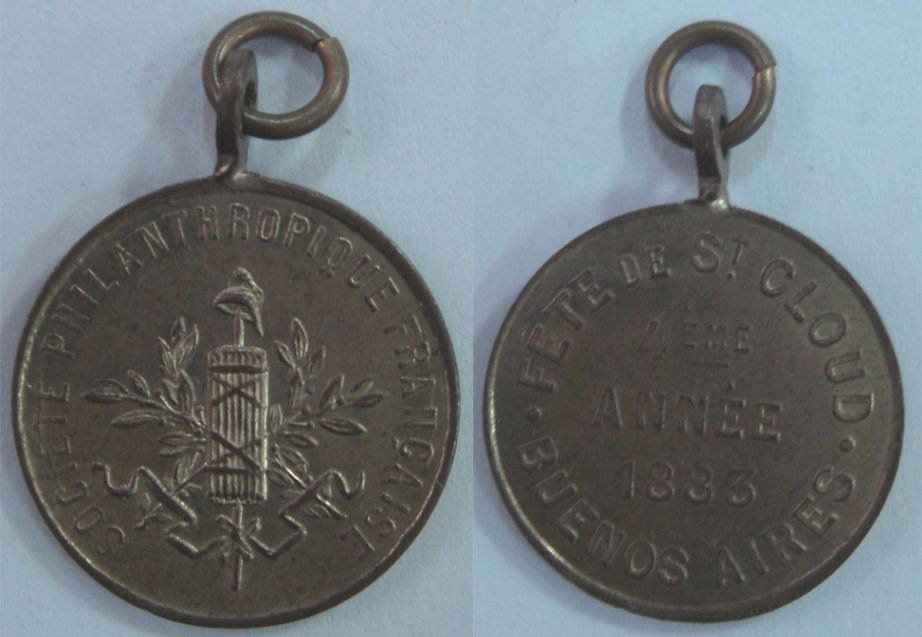 SOCIÉTÉ PHILANTHROPIQUE FRANÇAISE
FÊTE DE ST CLOUD
4EME
ANNÉE
1883
· BUENOS AIRES ·